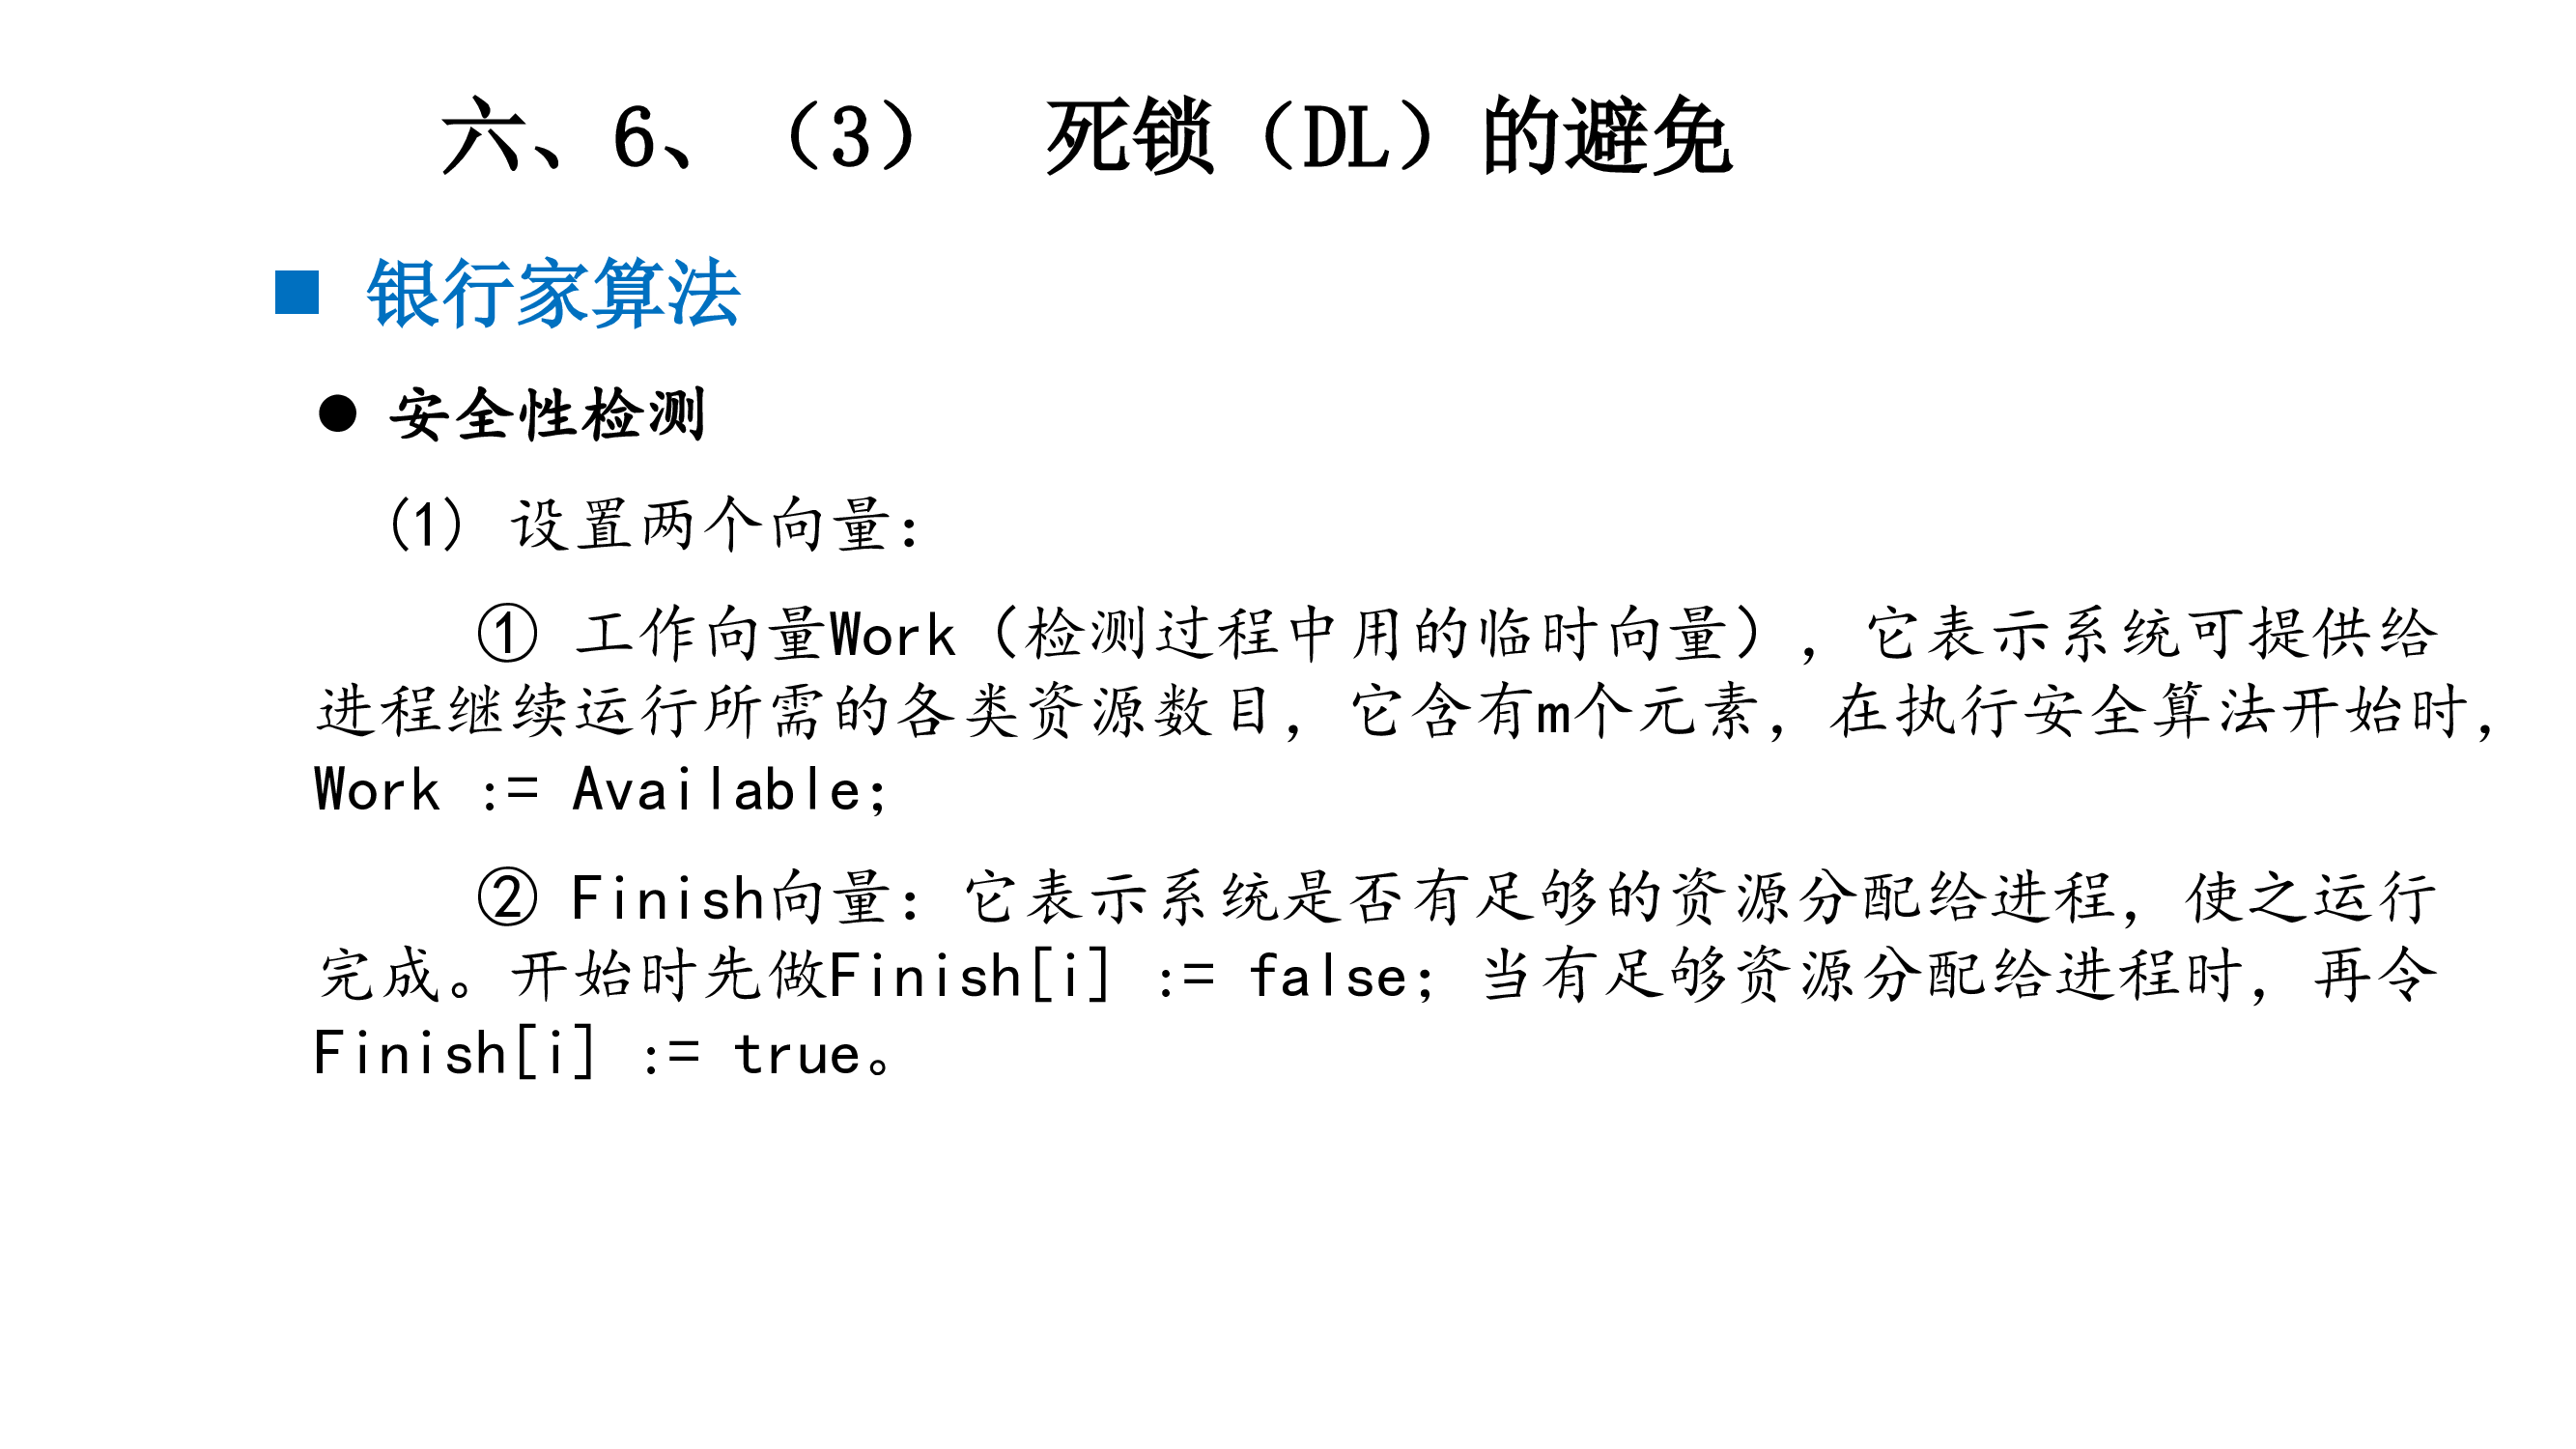 六、6、（3） 死锁（DL）的避免
■ 银行家算法
● 安全性检测
(1) 设置两个向量：
① 工作向量Work（检测过程中用的临时向量），它表示系统可提供给
进程继续运行所需的各类资源数目，它含有m个元素，在执行安全算法开始时，
Work := Available;
② Finish向量：它表示系统是否有足够的资源分配给进程，使之运行
完成。开始时先做Finish[i] := false；当有足够资源分配给进程时，再令
Finish[i] := true。